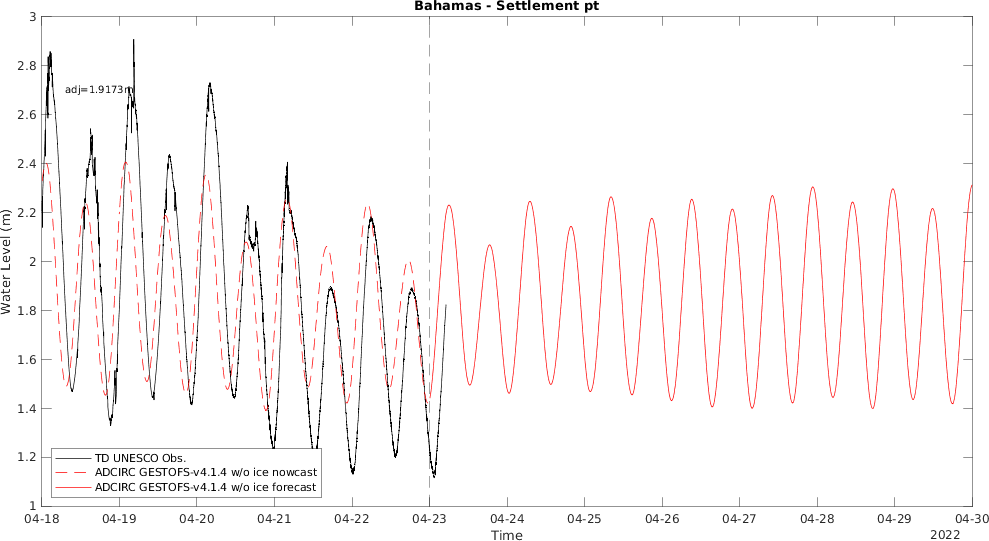 Bahamas - Settlement pt
3
2.8
2.6
2.4
2.2
2
1.8
1.6
1.4
1.2
1
Water Level (m)
adj=1.9173m
TD UNESCO Obs.
ADCIRC GESTOFS-v4.1.4 w/o ice nowcast
ADCIRC GESTOFS-v4.1.4 w/o ice forecast
04-18 04-19 04-20 04-21 04-22 04-23 04-24 04-25 04-26 04-27 04-28 04-29 04-30
Time
2022